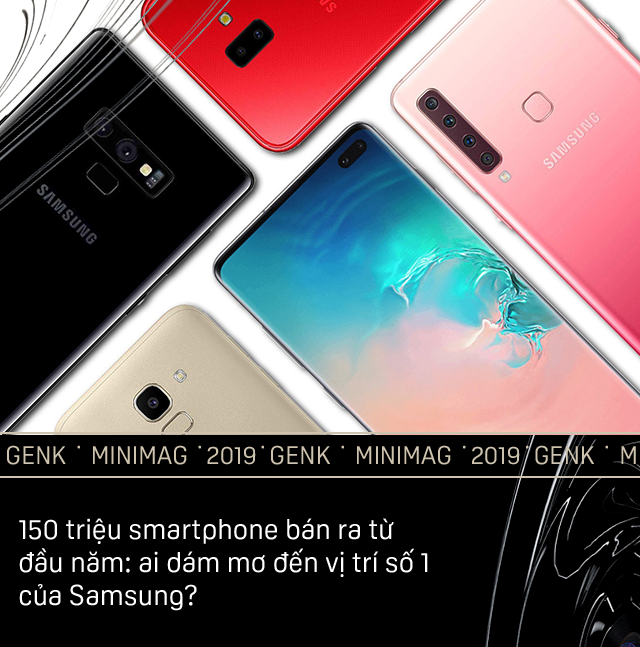 SAMSUNG
SAMSUNG
GENK · MINIMAG · 2019 · GENK · MINIMAG · 2019 · GENK · M
150 triệu smartphone bán ra từ
đầu năm: ai dám mơ đến vị trí số 1
của Samsung?